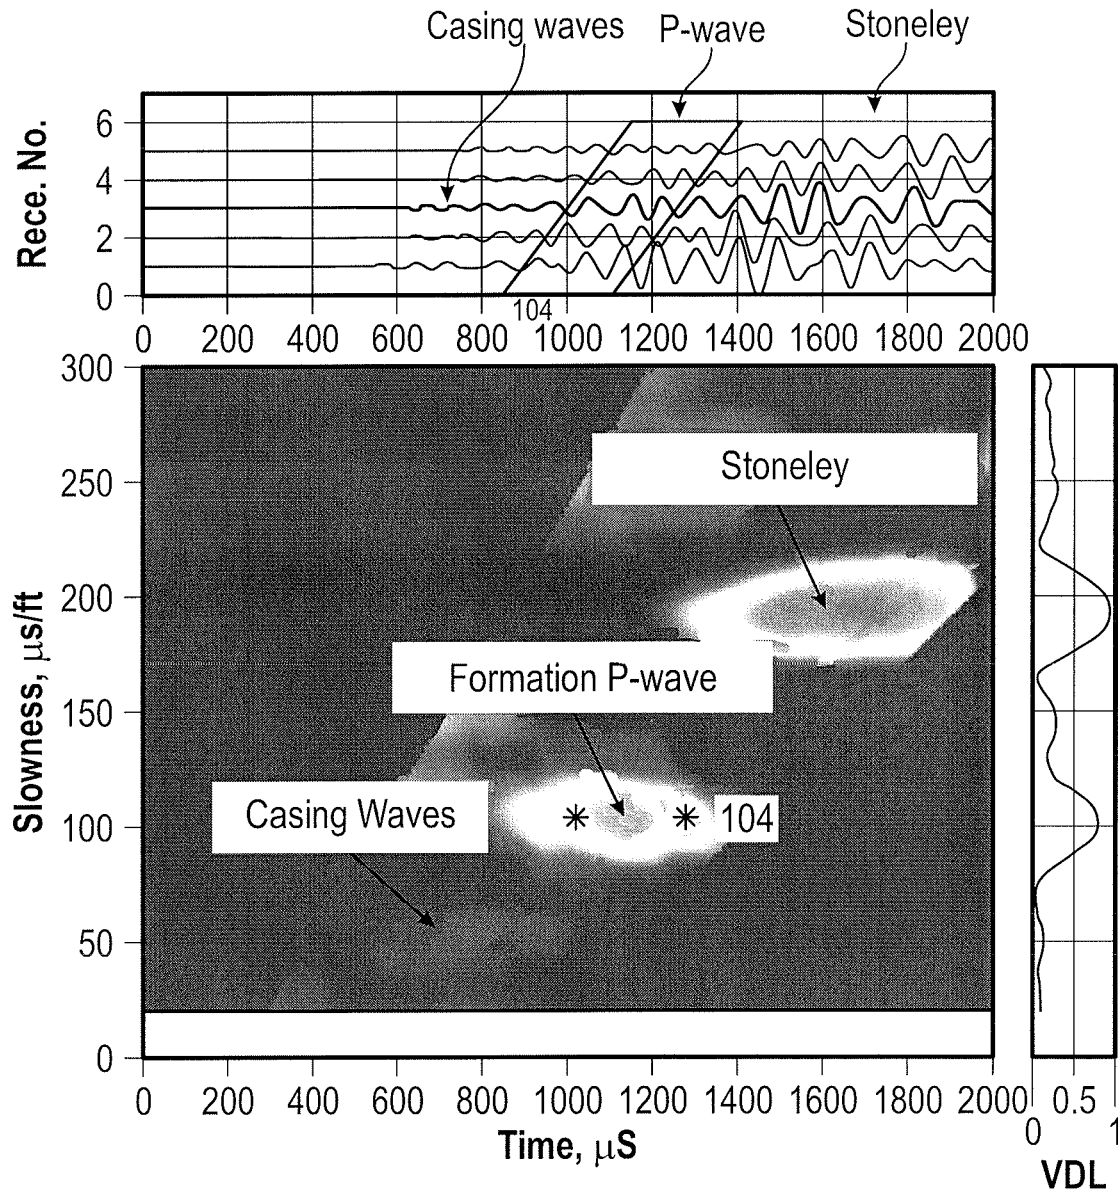 Casing waves P-wave Stoneley
Rece. No.
6
4
2
0
104
0 200 400 600 800 1000 1200 1400 1600 1800 2000
Slowness, μs/ft
300
250
200
150
100
50
0
Stoneley
Formation P-wave
Casing Waves
104
0 200 400 600 800 1000 1200 1400 1600 1800 2000
Time, μS
0 0.5 1
VDL